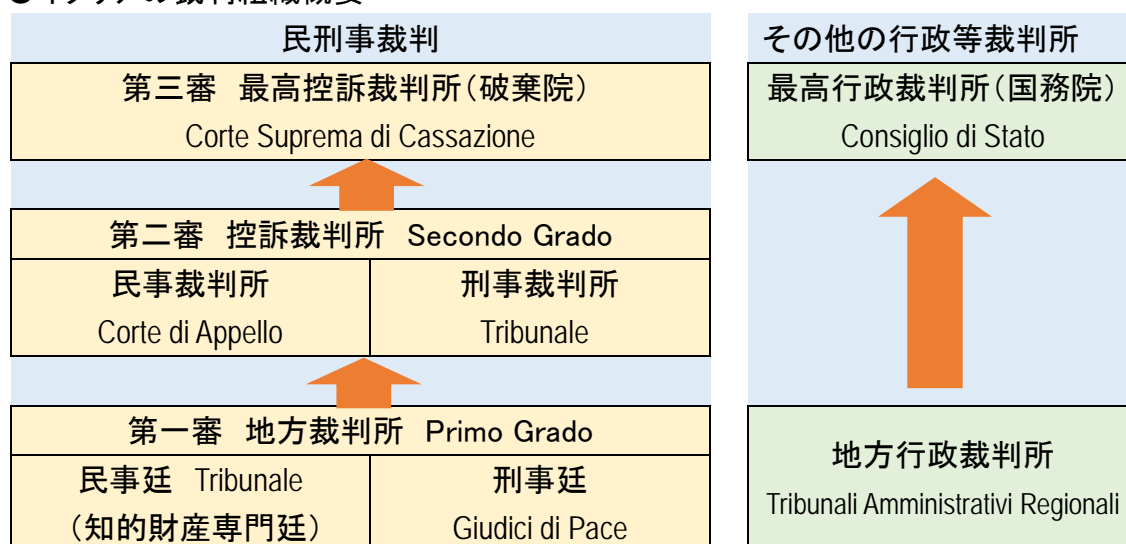 民刑事裁判
第三審 最高控訴裁判所（破棄院）
Corte Suprema di Cassazione
第二審 控訴裁判所 Secondo Grado
民事裁判所
Corte di Appello
刑事裁判所
Tribunale
第一審 地方裁判所 Primo Grado
民事廷 Tribunale
（知的財産専門廷）
刑事廷
Giudici di Pace
その他の行政等裁判所
最高行政裁判所（国務院）
Consiglio di Stato
地方行政裁判所
Tribunali Amministrativi Regionali